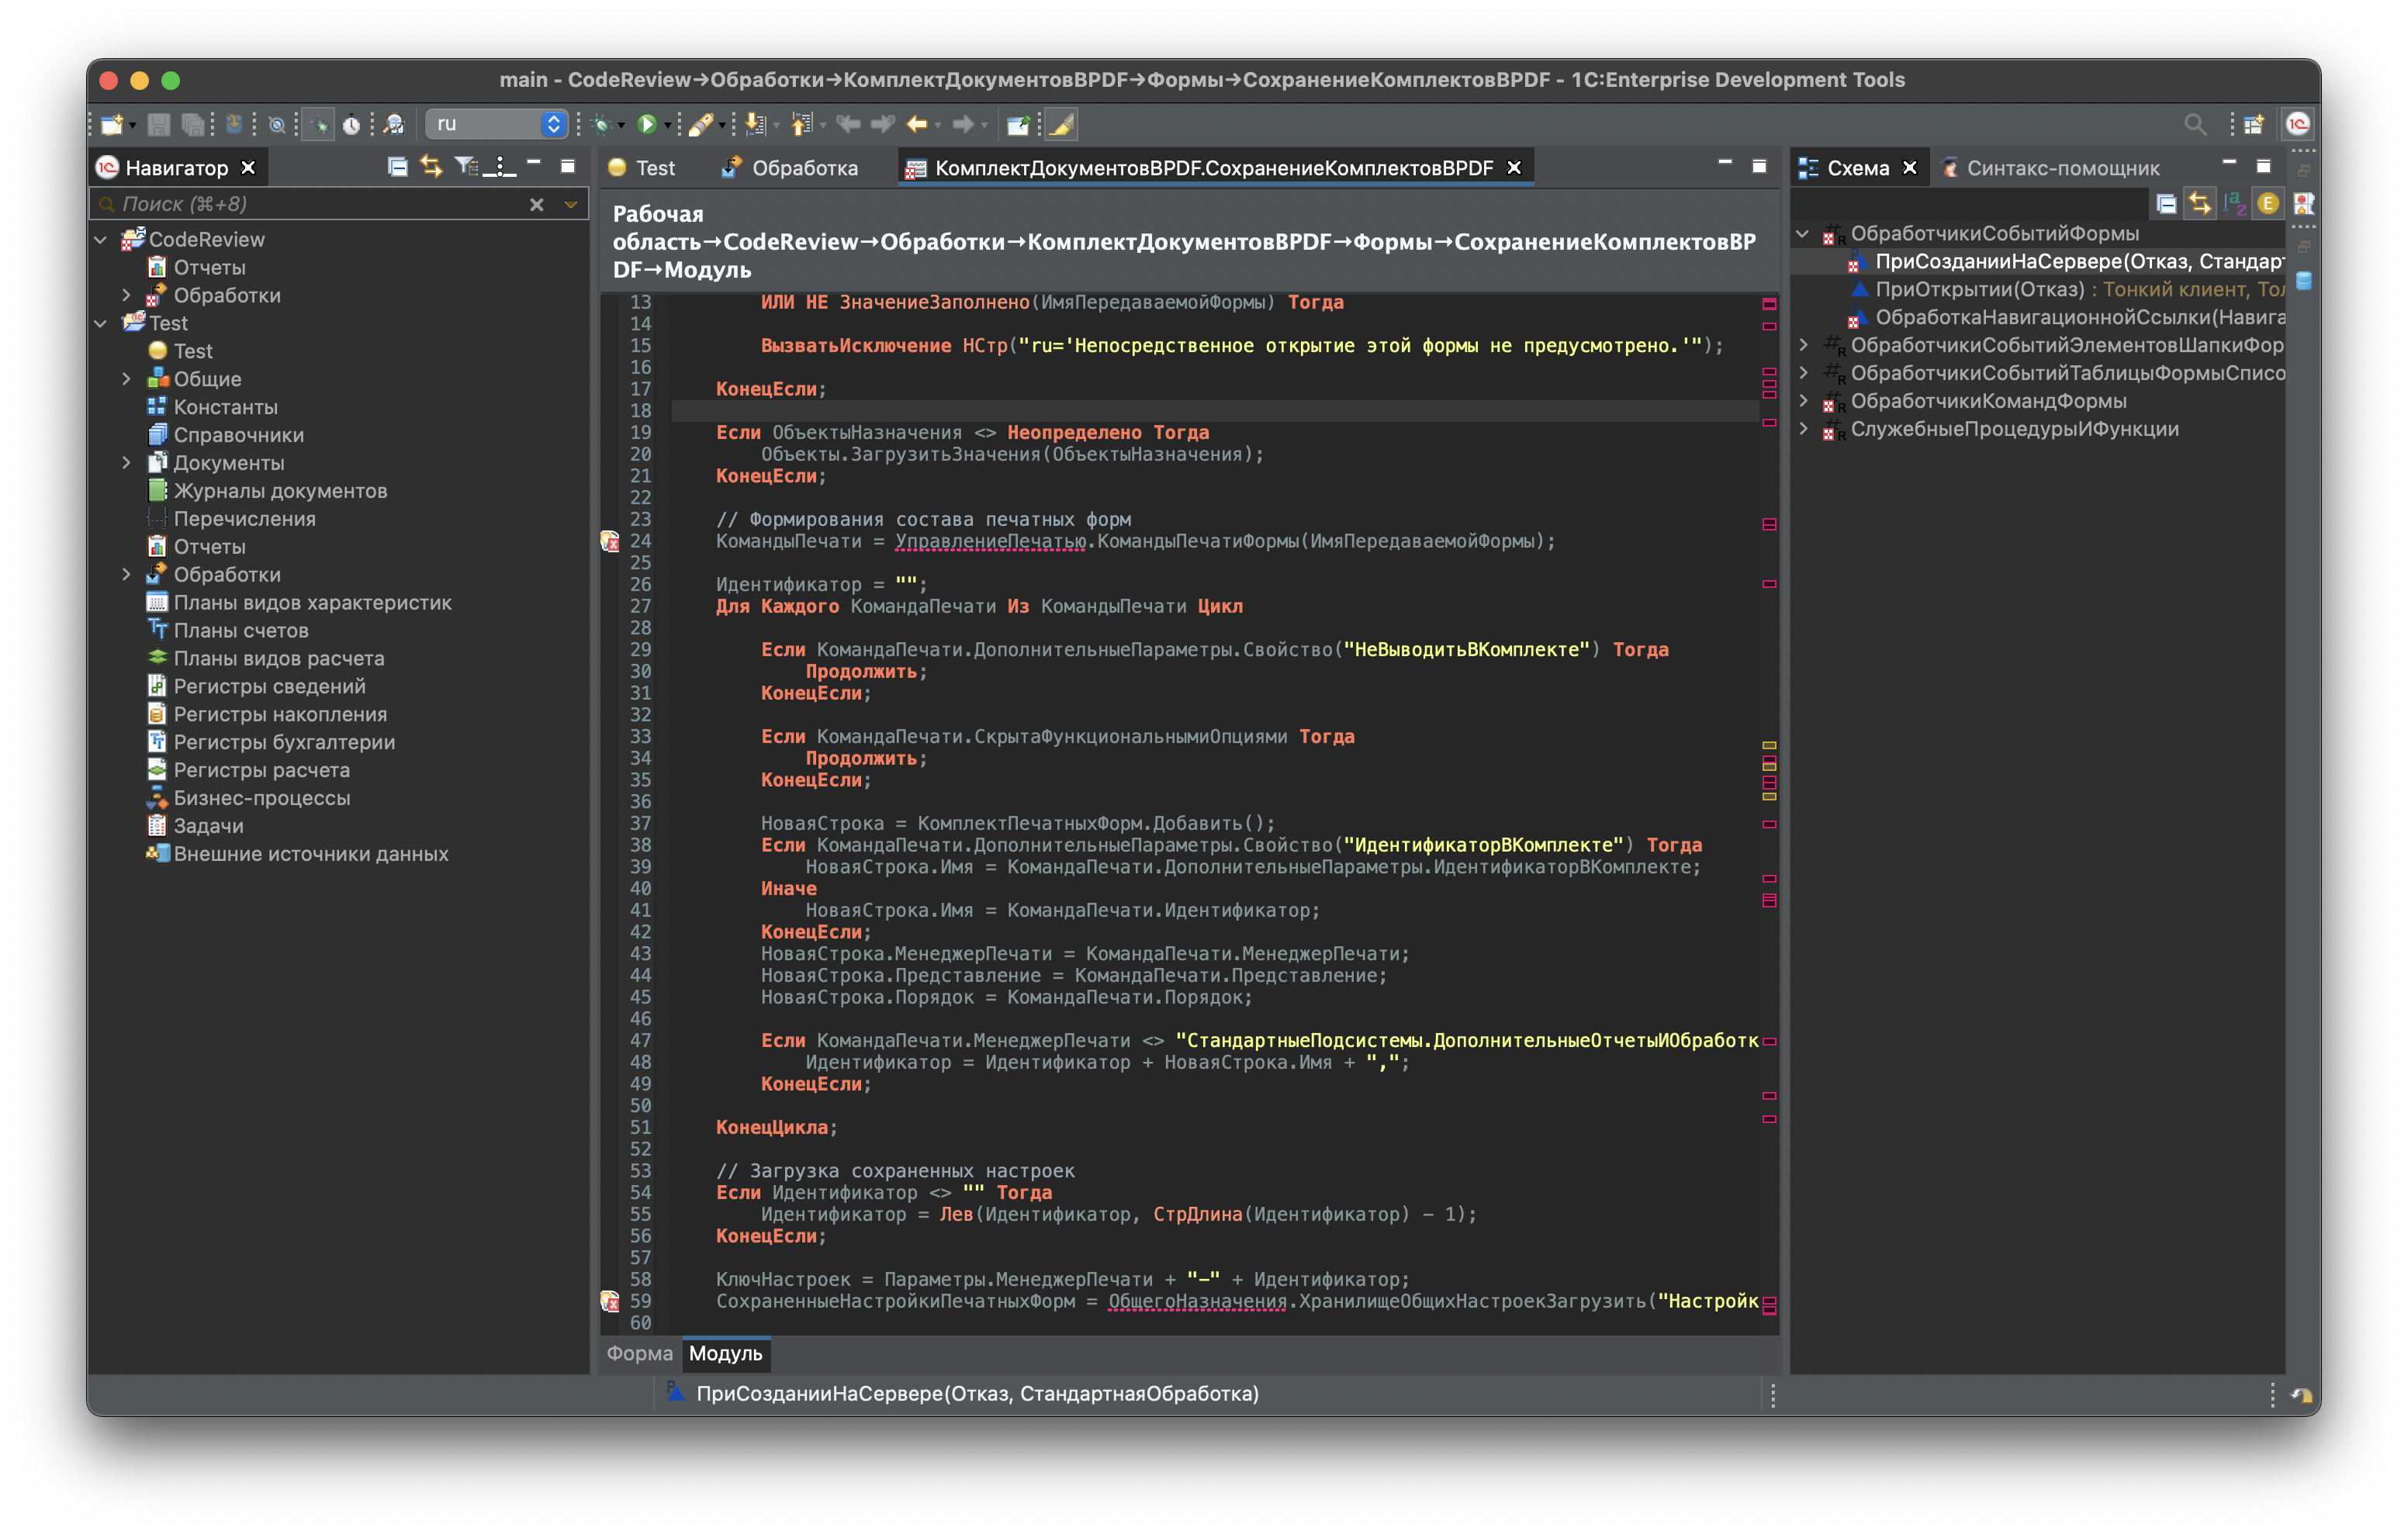 main - CodeReview→Обработки→КомплектДокументовBPDF→Формы→СохранениеКомплектовBPDF - 1C:Enterprise Development Tools
ru
Навигатор
Поиск (⌘+8)
CodeReview
Отчеты
Обработки
Test
Test
Общие
Константы
Справочники
Документы
Журналы документов
Перечисления
Отчеты
Обработки
Планы видов характеристик
Планы счетов
Планы видов расчета
Регистры сведений
Регистры накопления
Регистры бухгалтерии
Регистры расчета
Бизнес-процессы
Задачи
Внешние источники данных
Test
Обработка
КомплектДокументовBPDF.СохранениеКомплектовBPDF
Рабочая
область→CodeReview→Обработки→КомплектДокументовBPDF→Формы→СохранениеКомплектовBP
DF→Модуль
13 ИЛИ НЕ ЗначениеЗаполнено(ИмяПередаваемойФормы) Тогда
14
15 ВызватьИсключение НСтр("ru='Непосредственное открытие этой формы не предусмотрено.'");
16
17 КонецЕсли;
18
19 Если ОбъектыНазначения <> Неопределено Тогда
20 Объекты.ЗагрузитьЗначения(ОбъектыНазначения);
21 КонецЕсли;
22
23 // Формирования состава печатных форм
24 КомандыПечати = УправлениеПечатью.КомандыПечатиФормы(ИмяПередаваемойФормы);
25
26 Идентификатор = "";
27 Для Каждого КомандаПечати Из КомандыПечати Цикл
28
29 Если КомандаПечати.ДополнительныеПараметры.Свойство("НеВыводитьВКомплекте") Тогда
30 Продолжить;
31 КонецЕсли;
32
33 Если КомандаПечати.СкрытаФункциональнымиОпциями Тогда
34 Продолжить;
35 КонецЕсли;
36
37 НоваяСтрока = КомплектПечатныхФорм.Добавить();
38 Если КомандаПечати.ДополнительныеПараметры.Свойство("ИдентификаторВКомплекте") Тогда
39 НоваяСтрока.Имя = КомандаПечати.ДополнительныеПараметры.ИдентификаторВКомплекте;
40 Иначе
41 НоваяСтрока.Имя = КомандаПечати.Идентификатор;
42 КонецЕсли;
43 НоваяСтрока.МенеджерПечати = КомандаПечати.МенеджерПечати;
44 НоваяСтрока.Представление = КомандаПечати.Представление;
45 НоваяСтрока.Порядок = КомандаПечати.Порядок;
46
47 Если КомандаПечати.МенеджерПечати <> "СтандартныеПодсистемы.ДополнительныеОтчетыИОбработк
48 Идентификатор = Идентификатор + НоваяСтрока.Имя + ",";
49 КонецЕсли;
50
51 КонецЦикла;
52
53 // Загрузка сохраненных настроек
54 Если Идентификатор <> "" Тогда
55 Идентификатор = Лев(Идентификатор, СтрДлина(Идентификатор) - 1);
56 КонецЕсли;
57
58 КлючНастроек = Параметры.МенеджерПечати + "-" + Идентификатор;
59 СохраненныеНастройкиПечатныхФорм = ОбщегоНазначения.ХранилищеОбщихНастроекЗагрузить("Настройк
60
Форма
Модуль
ПриСозданииНаСервере(Отказ, СтандартнаяОбработка)
Схема
Синтакс-помощник
ОбработчикиСобытийФормы
ПриСозданииНаСервере(Отказ, Стандарт
ПриОткрытии(Отказ) : Тонкий клиент, Тол
ОбработкаНавигационнойСсылки(Навига
ОбработчикиСобытийЭлементовШапкиФор
ОбработчикиСобытийТаблицыФормыСписо
ОбработчикиКомандФормы
СлужебныеПроцедурыИФункции